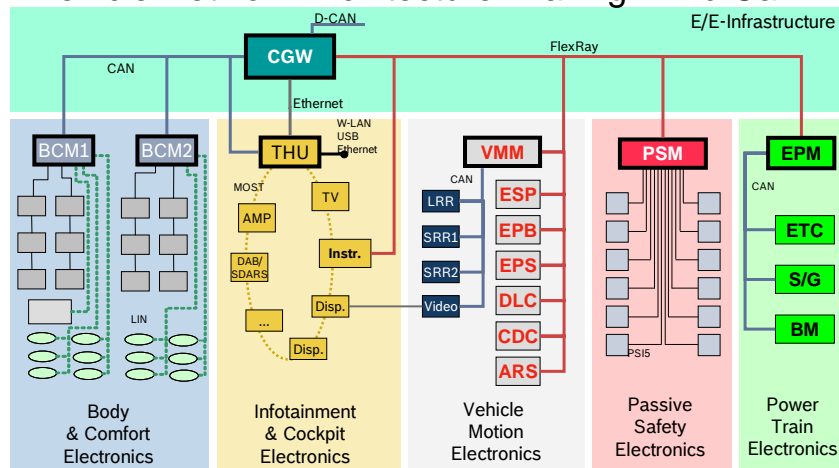 D-CAN
E/E-Infrastructure
CGW
FlexRay
CAN
Ethernet
W-LAN
USB
Ethernet
BCM1
BCM2
THU
VMM
PSM
EPM
MOST
CAN
CAN
TV
LRR
ESP
AMP
SRR1
EPB
ETC
Instr.
DAB/
SDARS
SRR2
EPS
S/G
Disp.
Video
DLC
LIN
...
CDC
BM
Disp.
PSI5
ARS
Body
& Comfort
Electronics
Infotainment
& Cockpit
Electronics
Vehicle
Motion
Electronics
Passive
Safety
Electronics
Power
Train
Electronics